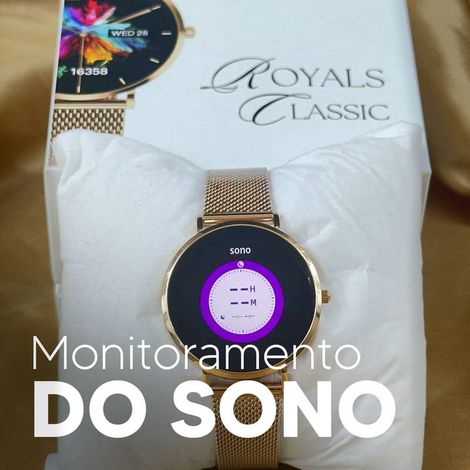 WED 28
16358
ROYALS
CLASSIC
sono
--H
--M
Monitoramento
DO SONO